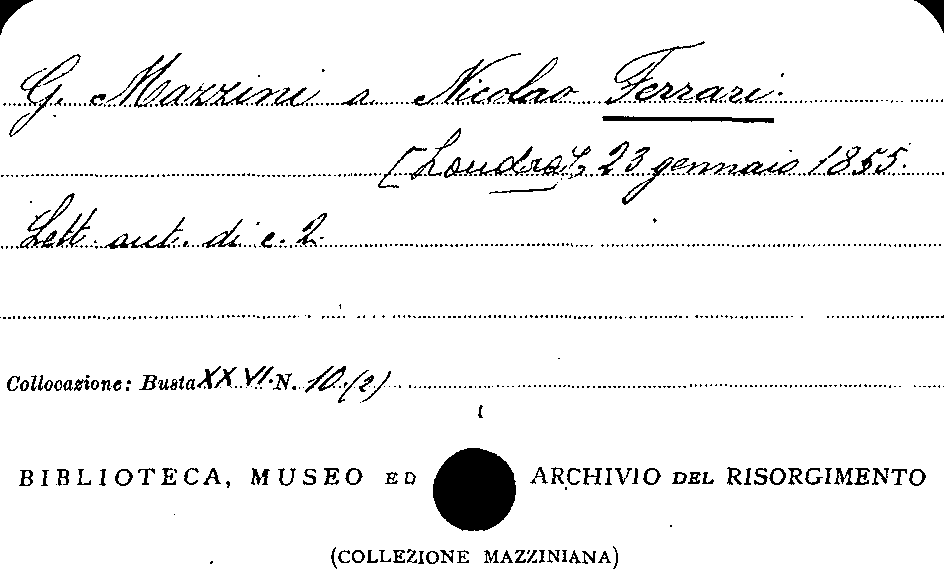 G. Mazzini a Nicolao Ferrari.
[Londra], 23 gennaio 1855.
Lett. aut. di c. 2.
Collocazione: Busta XXVI. N. 10.(2)
BIBLIOTECA, MUSEO ED ARCHIVIO DEL RISORGIMENTO
(COLLEZIONE MAZZINIANA)